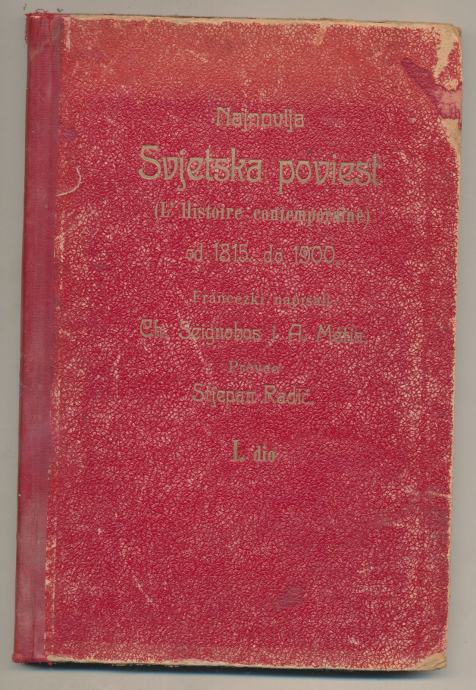 Najnovija
Svjetska poviest
(L' Histoire contemporaine)
od 1815. do 1900.
Francezki napisali
Ch. Seignobos i A. Métin.
Preveo
Stjepan Radić.
I. dio